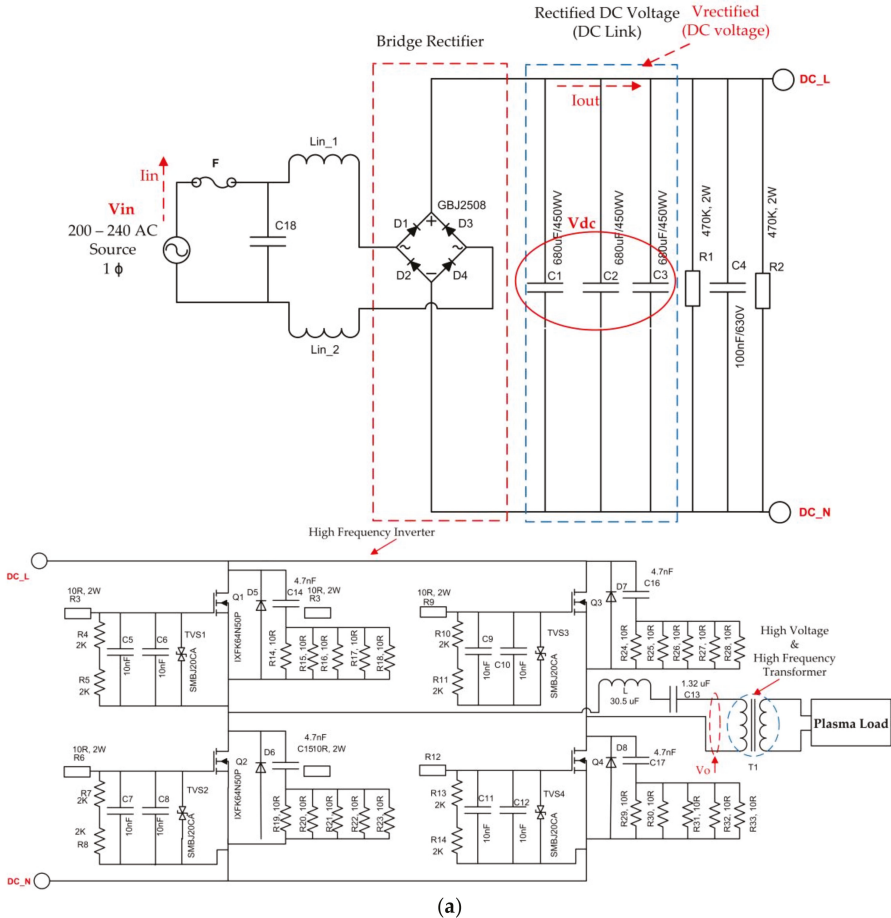 Rectified DC Voltage
(DC Link)
Vrectified
(DC voltage)
Bridge Rectifier
DC_L
Iout
Lin_1
Iin
F
Vin
200 – 240 AC
Source
1 ϕ
C18
GBJ2508
D1
D3
D2
D4
+
−
~
~
Vdc
680uF/450WV
680uF/450WV
680uF/450WV
C1
C2
C3
470K, 2W
R1
C4
100nF/630V
470K, 2W
R2
Lin_2
DC_N
High Frequency Inverter
DC_L
10R, 2W
R3
R4
2K
R5
2K
C5
10nF
C6
10nF
TVS1
SMBJ20CA
Q1
IXFK64N50P
D5
4.7nF
C14
10R, 2W
R3
R14, 10R
R15, 10R
R16, 10R
R17, 10R
R18, 10R
10R, 2W
R9
R10
2K
R11
2K
C9
10nF
C10
10nF
TVS3
SMBJ20CA
Q3
D7
4.7nF
C16
R24, 10R
R25, 10R
R26, 10R
R27, 10R
R28, 10R
High Voltage
&
High Frequency
Transformer
L
30.5 uF
1.32 uF
C13
Plasma Load
T1
Vo
10R, 2W
R6
R7
2K
2K
R8
C7
10nF
C8
10nF
TVS2
SMBJ20CA
Q2
IXFK64N50P
D6
4.7nF
C1510R, 2W
R19, 10R
R20, 10R
R21, 10R
R22, 10R
R23, 10R
R12
R13
2K
R14
2K
C11
10nF
C12
10nF
TVS4
SMBJ20CA
Q4
D8
4.7nF
C17
R29, 10R
R30, 10R
R31, 10R
R32, 10R
R33, 10R
DC_N
(a)